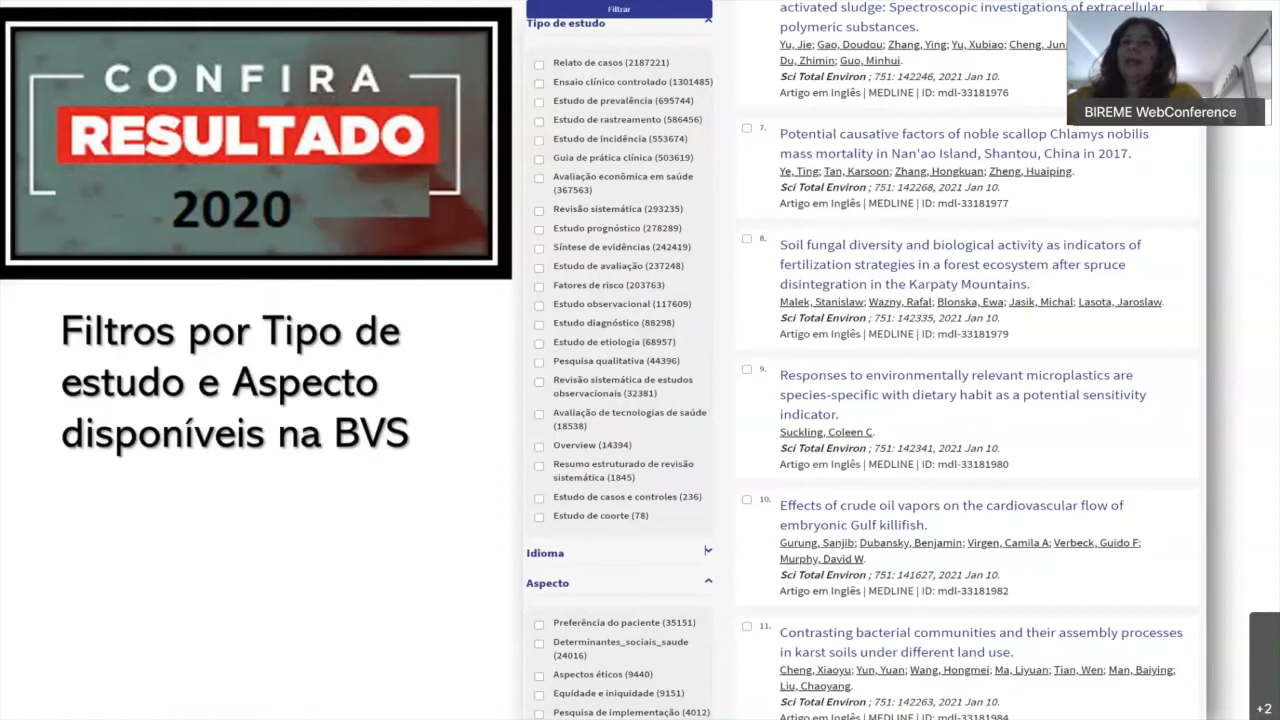 CONFIRA
RESULTADO
2020
Filtros por Tipo de
estudo e Aspecto
disponíveis na BVS
Filtrar
Tipo de estudo
Relato de casos (2187221)
Ensaio clínico controlado (1301485)
Estudo de prevalência (695744)
Estudo de rastreamento (586456)
Estudo de incidência (553674)
Guia de prática clínica (503619)
Avaliação econômica em saúde
(367563)
Revisão sistemática (293235)
Estudo prognóstico (278289)
Síntese de evidências (242419)
Estudo de avaliação (237248)
Fatores de risco (203763)
Estudo observacional (117609)
Estudo diagnóstico (88298)
Estudo de etiologia (68957)
Pesquisa qualitativa (44396)
Revisão sistemática de estudos
observacionais (32381)
Avaliação de tecnologias de saúde
(18538)
Overview (14394)
Resumo estruturado de revisão
sistemática (1845)
Estudo de casos e controles (236)
Estudo de coorte (78)
Idioma
Aspecto
Preferência do paciente (35151)
Determinantes_sociais_saude
(24016)
Aspectos éticos (9440)
Equidade e iniquidade (9151)
Pesquisa de implementação (4012)
activated sludge: Spectroscopic investigations of extracellular
polymeric substances.
Yu, Jie; Gao, Doudou; Zhang, Ying; Yu, Xubiao; Cheng, Jun
Du, Zhimin; Guo, Minhui.
Sci Total Environ ; 751: 142246, 2021 Jan 10.
Artigo em Inglês | MEDLINE | ID: mdl-33181976
BIREME WebConference
7. Potential causative factors of noble scallop Chlamys nobilis
mass mortality in Nan'ao Island, Shantou, China in 2017.
Ye, Ting; Tan, Karsoon; Zhang, Hongkuan; Zheng, Huaiping.
Sci Total Environ ; 751: 142268, 2021 Jan 10.
Artigo em Inglês | MEDLINE | ID: mdl-33181977
8. Soil fungal diversity and biological activity as indicators of
fertilization strategies in a forest ecosystem after spruce
disintegration in the Karpaty Mountains.
Malek, Stanislaw; Wazny, Rafal; Blonska, Ewa; Jasik, Michal; Lasota, Jaroslaw.
Sci Total Environ ; 751: 142335, 2021 Jan 10.
Artigo em Inglês | MEDLINE | ID: mdl-33181979
9. Responses to environmentally relevant microplastics are
species-specific with dietary habit as a potential sensitivity
indicator.
Suckling, Coleen C.
Sci Total Environ ; 751: 142341, 2021 Jan 10.
Artigo em Inglês | MEDLINE | ID: mdl-33181980
10. Effects of crude oil vapors on the cardiovascular flow of
embryonic Gulf killifish.
Gurung, Sanjib; Dubansky, Benjamin; Virgen, Camila A; Verbeck, Guido F;
Murphy, David W.
Sci Total Environ ; 751: 141627, 2021 Jan 10.
Artigo em Inglês | MEDLINE | ID: mdl-33181982
11. Contrasting bacterial communities and their assembly processes
in karst soils under different land use.
Cheng, Xiaoyu; Yun, Yuan; Wang, Hongmei; Ma, Liyuan; Tian, Wen; Man, Baiying;
Liu, Chaoyang.
Sci Total Environ ; 751: 142263, 2021 Jan 10.
Artigo em Inglês | MEDLINE | ID: mdl-33181984
+2